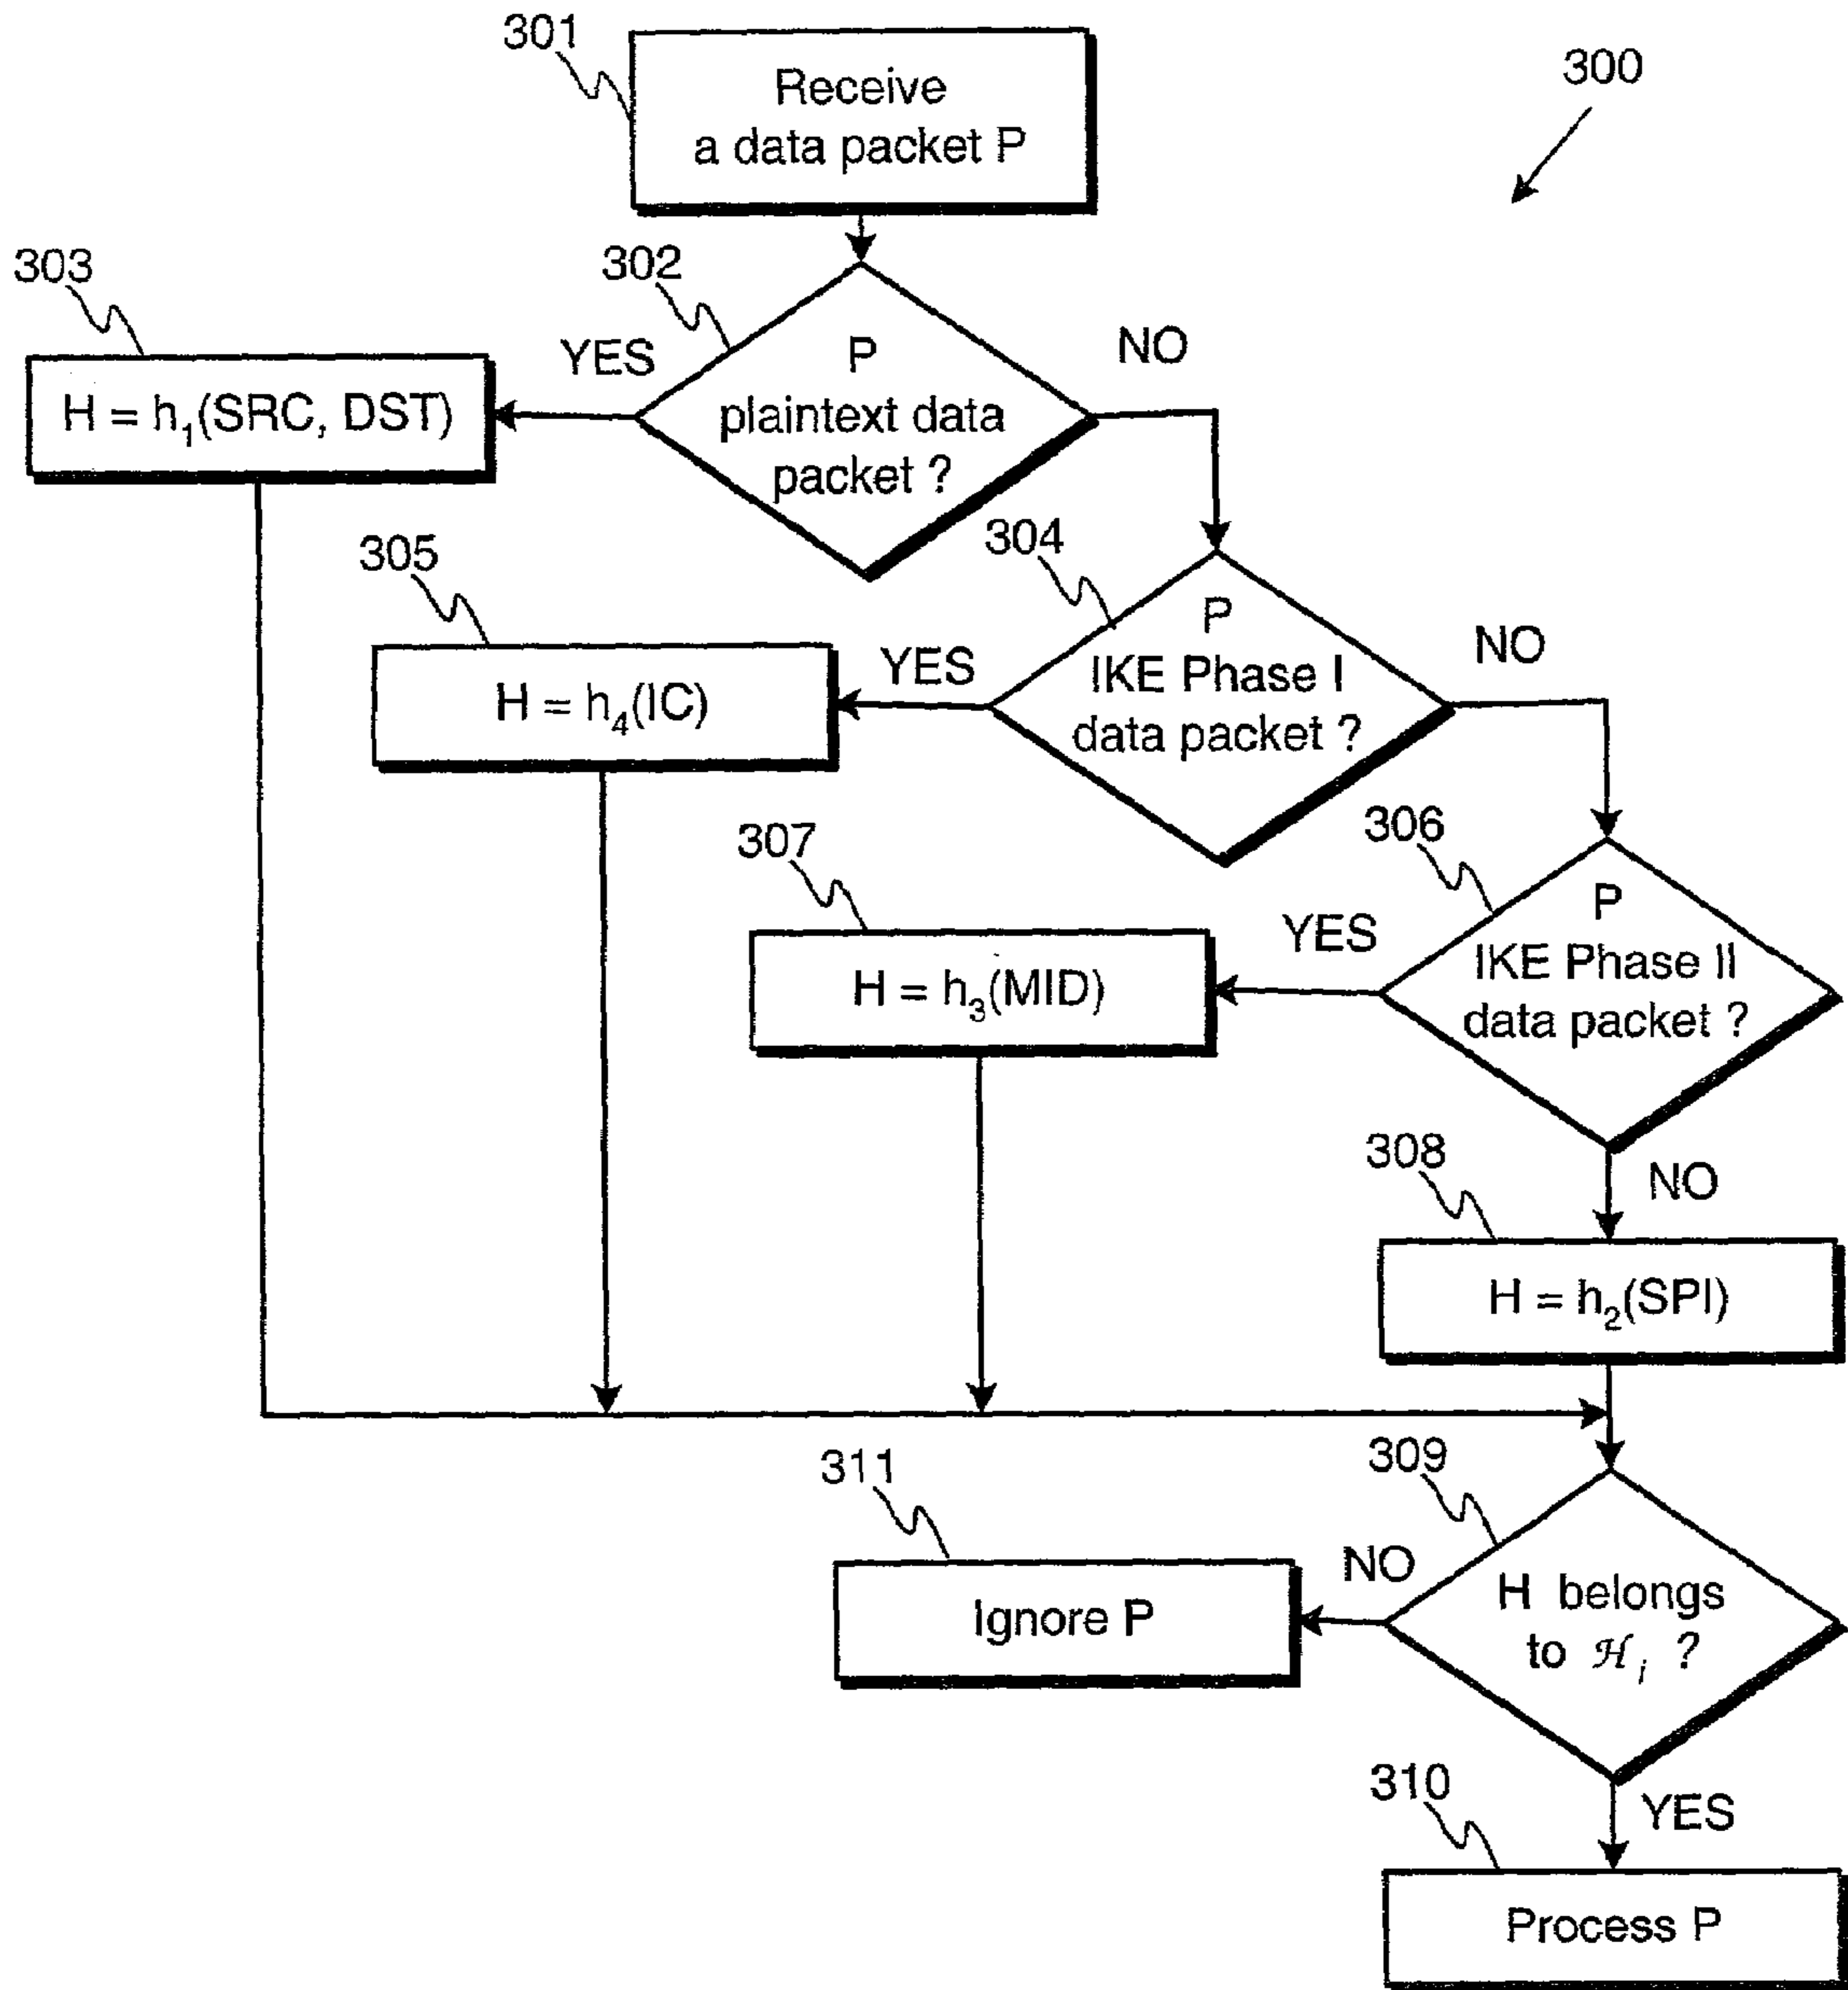 301
Receive
a data packet P
300
303
302
YES
NO
P
plaintext data
packet ?
H = h₁(SRC, DST)
304
305
P
IKE Phase I
data packet ?
YES
NO
H = h₄(IC)
306
307
P
IKE Phase II
data packet ?
YES
H = h₃(MID)
308
NO
H = h₂(SPI)
309
311
NO
H belongs
to ℋᵢ ?
Ignore P
310
YES
Process P